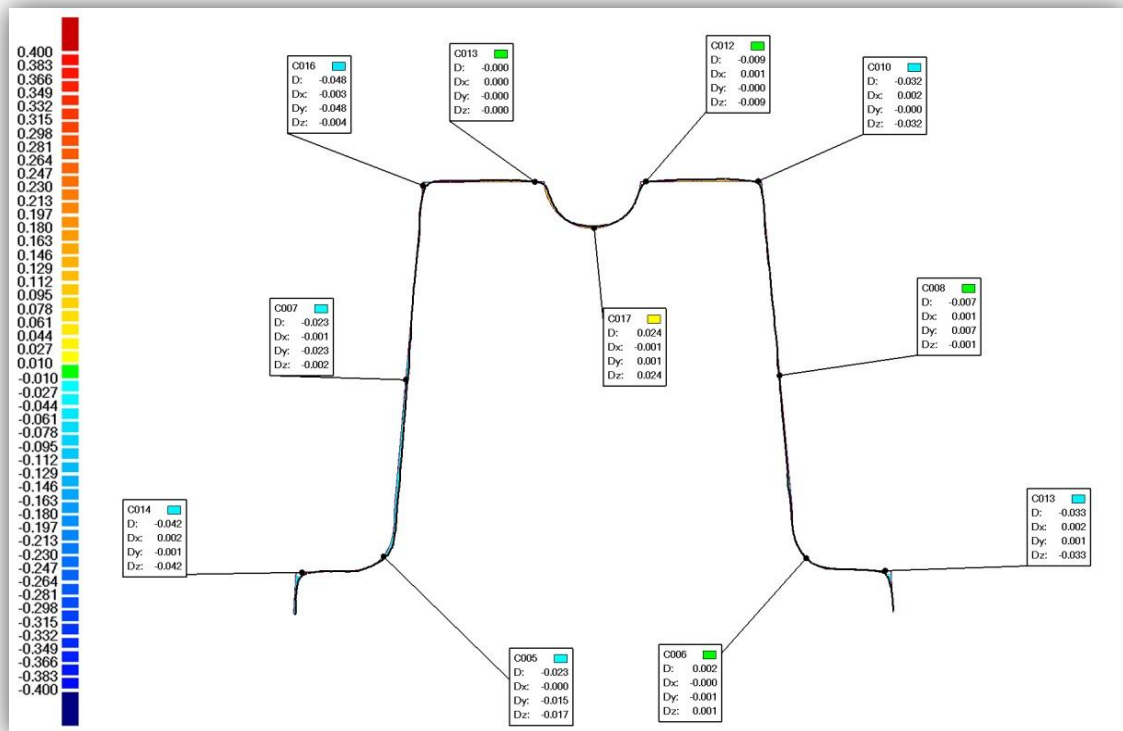 0.400
0.383
0.366
0.349
0.332
0.315
0.298
0.281
0.264
0.247
0.230
0.213
0.197
0.180
0.163
0.146
0.129
0.112
0.095
0.078
0.061
0.044
0.027
0.010
-0.010
-0.027
-0.044
-0.061
-0.078
-0.095
-0.112
-0.129
-0.146
-0.163
-0.180
-0.197
-0.213
-0.230
-0.247
-0.264
-0.281
-0.298
-0.315
-0.332
-0.349
-0.366
-0.383
-0.400
C016
D: -0.048
Dx: -0.003
Dy: -0.048
Dz: -0.004
C013
D: -0.000
Dx: 0.000
Dy: -0.000
Dz: -0.000
C012
D: -0.009
Dx: 0.001
Dy: -0.000
Dz: -0.009
C010
D: -0.032
Dx: 0.002
Dy: -0.000
Dz: -0.032
C007
D: -0.023
Dx: -0.001
Dy: -0.023
Dz: -0.002
C017
D: 0.024
Dx: -0.001
Dy: 0.001
Dz: 0.024
C008
D: -0.007
Dx: 0.001
Dy: 0.007
Dz: -0.001
C014
D: -0.042
Dx: 0.002
Dy: -0.001
Dz: -0.042
C013
D: -0.033
Dx: 0.002
Dy: 0.001
Dz: -0.033
C005
D: -0.023
Dx: -0.000
Dy: -0.015
Dz: -0.017
C006
D: 0.002
Dx: -0.000
Dy: -0.001
Dz: 0.001